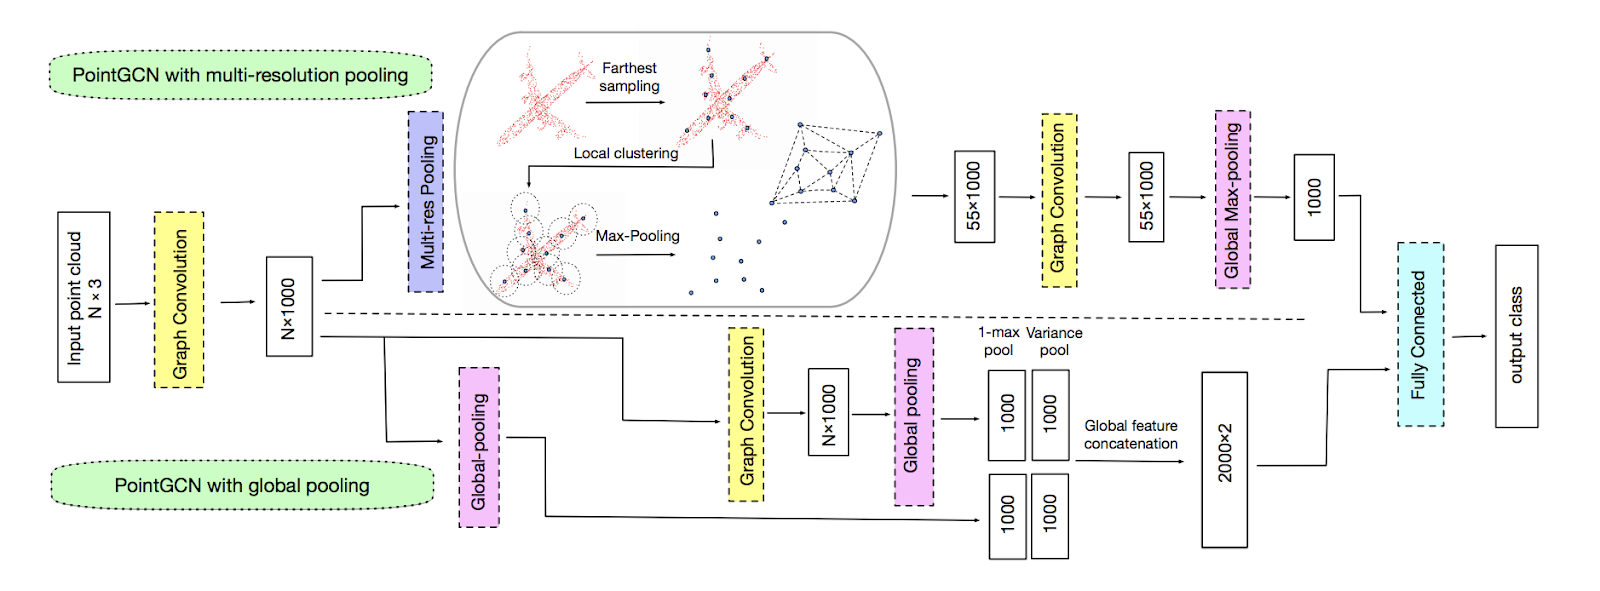 PointGCN with multi-resolution pooling
Input point cloud
N × 3
Graph Convolution
N×1000
Multi-res Pooling
Farthest
sampling
Local clustering
Max-Pooling
55×1000
Graph Convolution
55×1000
Global Max-pooling
1000
PointGCN with global pooling
Global-pooling
Graph Convolution
N×1000
Global pooling
1-max
pool
Variance
pool
1000
1000
1000
1000
Global feature
concatenation
2000×2
Fully Connected
output class